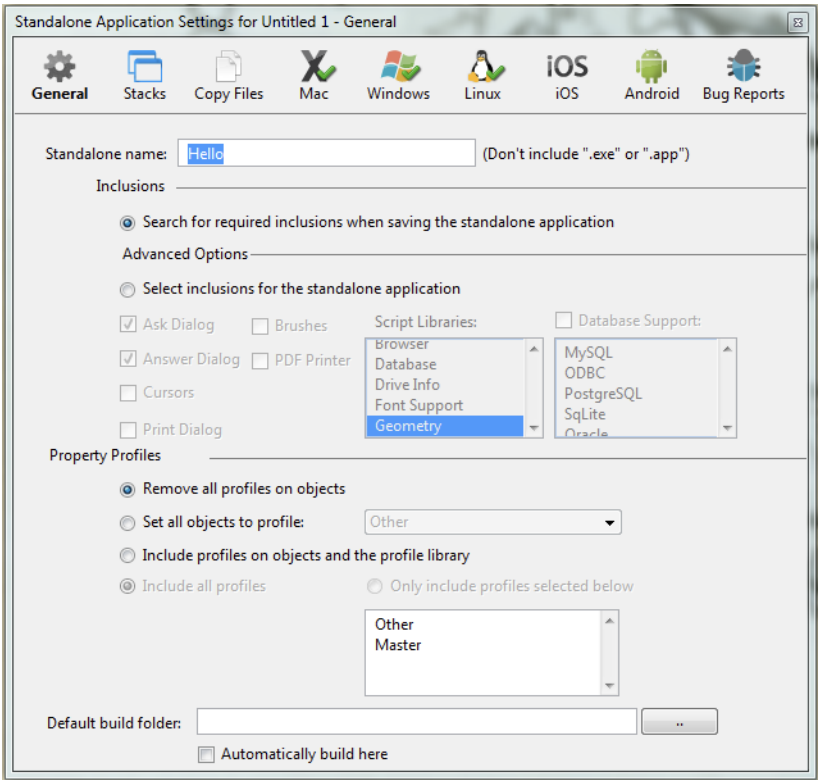 Standalone Application Settings for Untitled 1 - General
General Stacks Copy Files Mac Windows Linux iOS iOS Android Bug Reports
Standalone name: Hello (Don't include ".exe" or ".app")
Inclusions
Search for required inclusions when saving the standalone application
Advanced Options
Select inclusions for the standalone application
Ask Dialog Brushes Script Libraries: Database Support:
Answer Dialog PDF Printer
Cursors
Print Dialog
Browser
Database
Drive Info
Font Support
Geometry
MySQL
ODBC
PostgreSQL
SqLite
Oracle
Property Profiles
Remove all profiles on objects
Set all objects to profile: Other
Include profiles on objects and the profile library
Include all profiles Only include profiles selected below
Other
Master
Default build folder: ..
Automatically build here